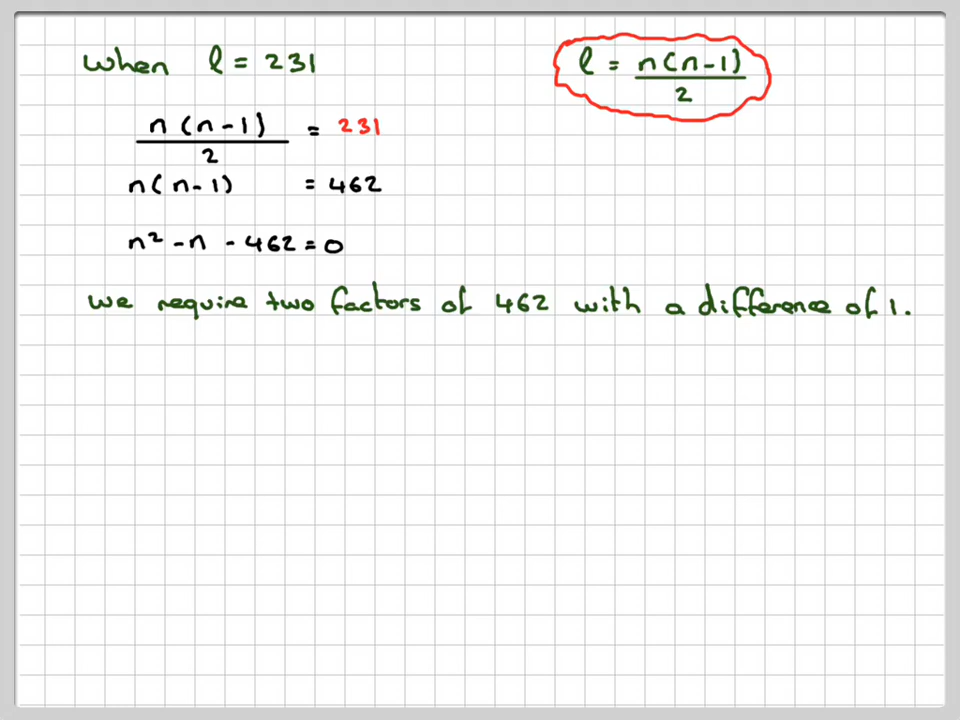 when l = 231
l = n(n-1)/2
n(n-1)/2 = 231
n(n-1) = 462
n² - n - 462 = 0
we require two factors of 462 with a difference of 1.